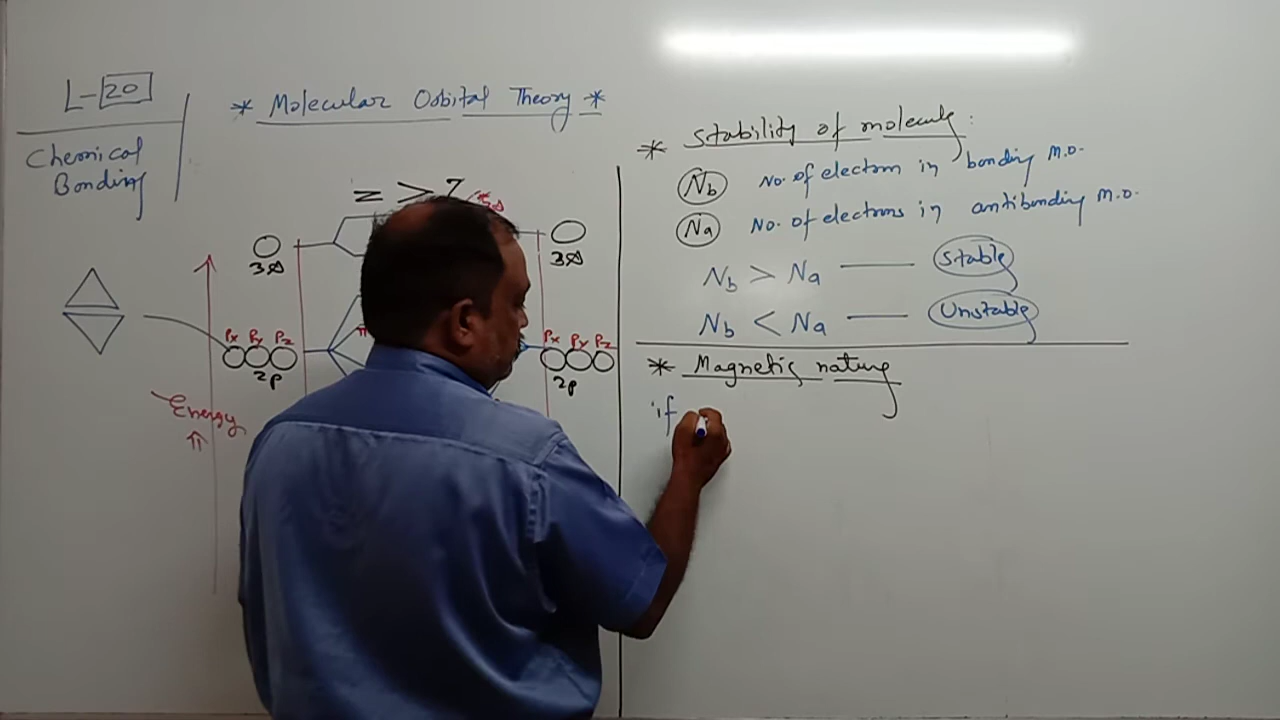 L-20
Chemical
Bonding
* Molecular Orbital Theory *
z > 7
3s
3s
Px Py Pz
2p
Px Py Pz
2p
Energy
π
* Stability of molecule:
Nb No. of electron in bonding M.O.
Na No. of electrons in antibonding M.O.
Nb > Na — Stable
Nb < Na — Unstable
* Magnetic nature
if